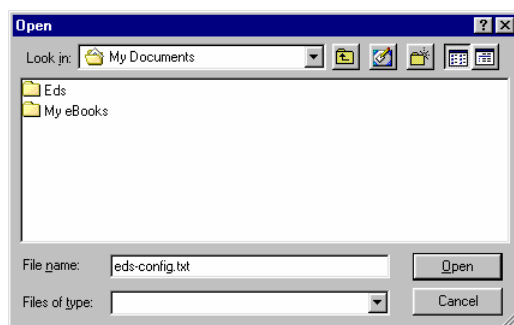 Open
Look in: My Documents
Eds
My eBooks
File name: eds-config.txt Open
Files of type: Cancel